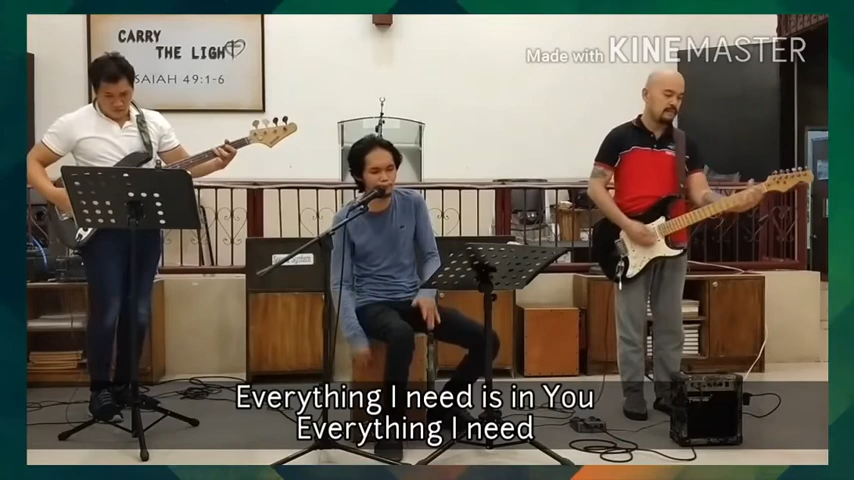 CARRY
THE LIGHT
ISAIAH 49:1-6
Made with KINEMASTER
Everything I need is in You
Everything I need